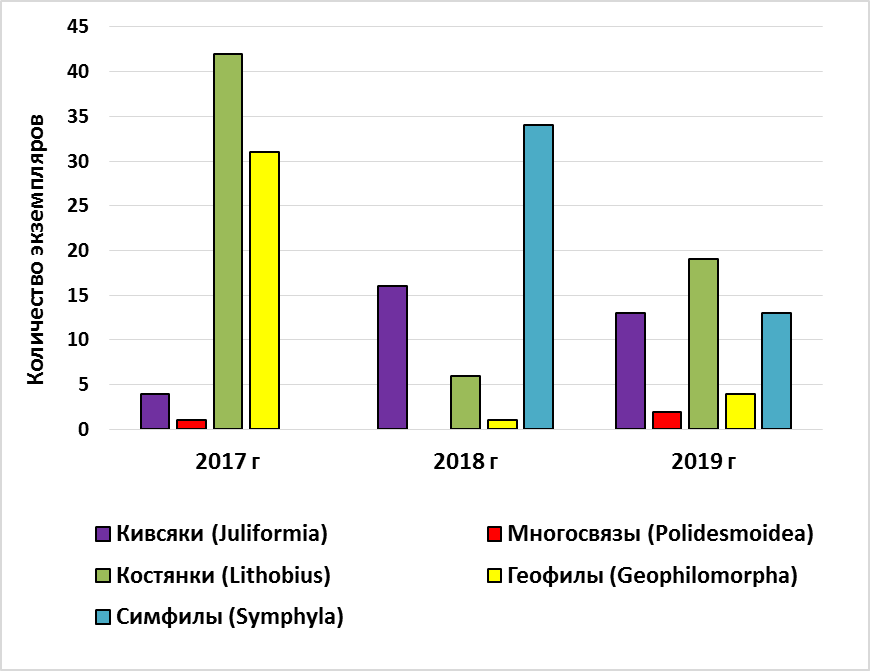 45
40
35
30
25
20
15
10
5
0
Количество экземпляров
2017 г
2018 г
2019 г
Кивсяки (Juliformia)
Многосвязы (Polidesmoidea)
Костянки (Lithobius)
Геофилы (Geophilomorpha)
Симфилы (Symphyla)